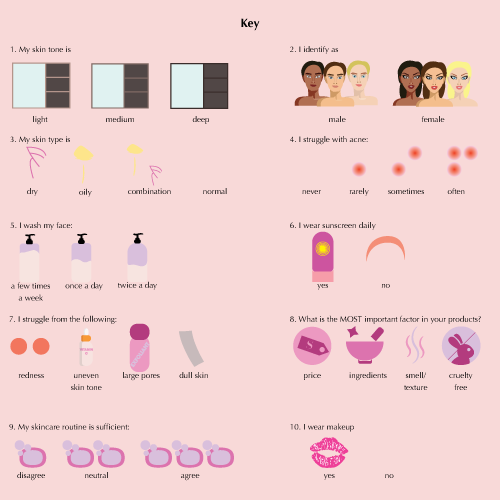 Key
1. My skin tone is
light medium deep
2. I identify as
male female
3. My skin type is
dry oily combination normal
4. I struggle with acne:
never rarely sometimes often
5. I wash my face:
a few times once a day twice a day
a week
6. I wear sunscreen daily
yes no
7. I struggle from the following:
redness uneven large pores dull skin
skin tone
8. What is the MOST important factor in your products?
price ingredients smell/ cruelty
texture free
9. My skincare routine is sufficient:
disagree neutral agree
10. I wear makeup
yes no